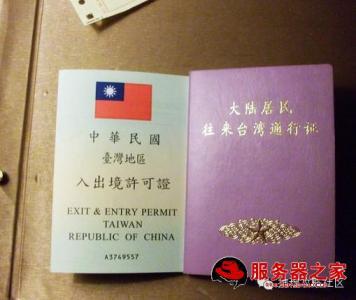 中華民國
臺灣地區
入出境許可證
EXIT & ENTRY PERMIT
TAIWAN
REPUBLIC OF CHINA
A3749557
大陆居民
往来台湾通行证
服务器之家